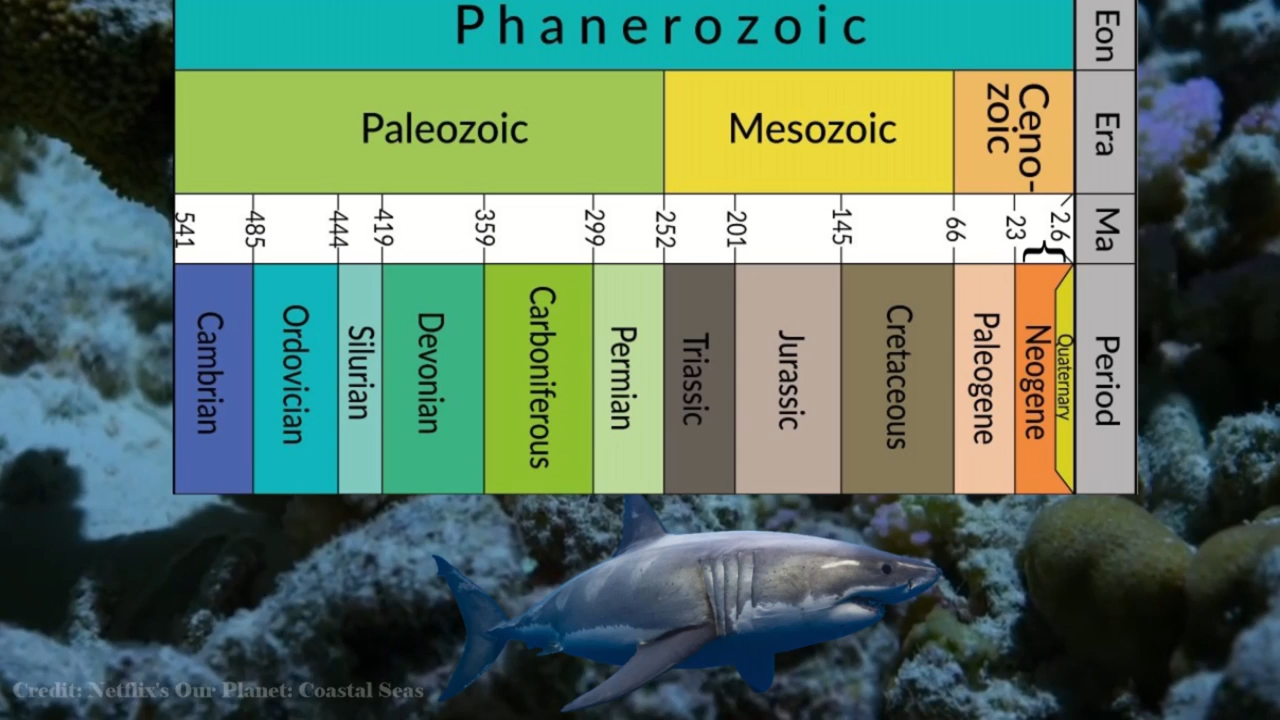 Phanerozoic
Eon
Paleozoic
Mesozoic
Ceno-
zoic
Era
541
485
444
419
359
299
252
201
145
66
23
2.6
{
Ma
Cambrian
Ordovician
Silurian
Devonian
Carboniferous
Permian
Triassic
Jurassic
Cretaceous
Paleogene
Neogene
Quaternary
Period
Credit: Netflix's Our Planet: Coastal Seas